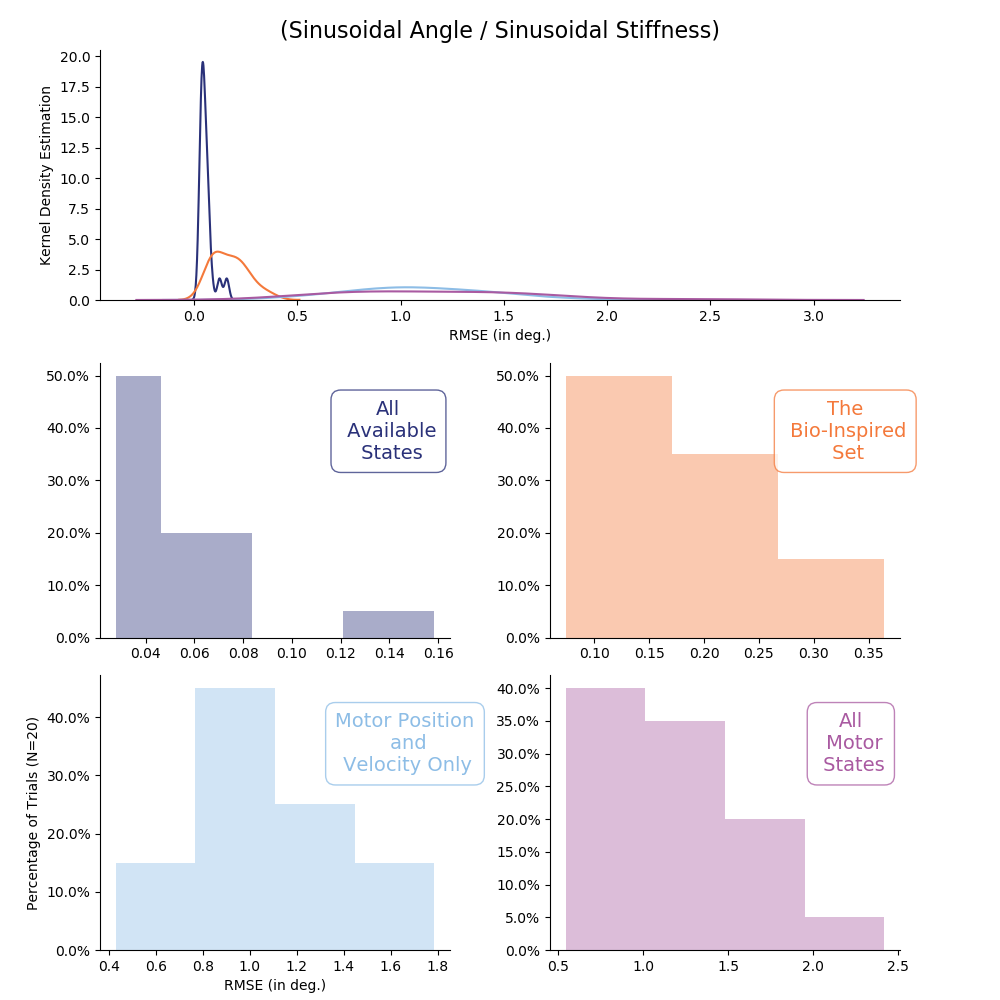 (Sinusoidal Angle / Sinusoidal Stiffness)
Kernel Density Estimation
20.0
17.5
15.0
12.5
10.0
7.5
5.0
2.5
0.0
0.0 0.5 1.0 1.5 2.0 2.5 3.0
RMSE (in deg.)
50.0%
40.0%
30.0%
20.0%
10.0%
0.0%
0.04 0.06 0.08 0.10 0.12 0.14 0.16
All
Available
States
50.0%
40.0%
30.0%
20.0%
10.0%
0.0%
0.10 0.15 0.20 0.25 0.30 0.35
The
Bio-Inspired
Set
Percentage of Trials (N=20)
40.0%
30.0%
20.0%
10.0%
0.0%
0.4 0.6 0.8 1.0 1.2 1.4 1.6 1.8
RMSE (in deg.)
Motor Position
and
Velocity Only
40.0%
35.0%
30.0%
25.0%
20.0%
15.0%
10.0%
5.0%
0.0%
0.5 1.0 1.5 2.0 2.5
All
Motor
States